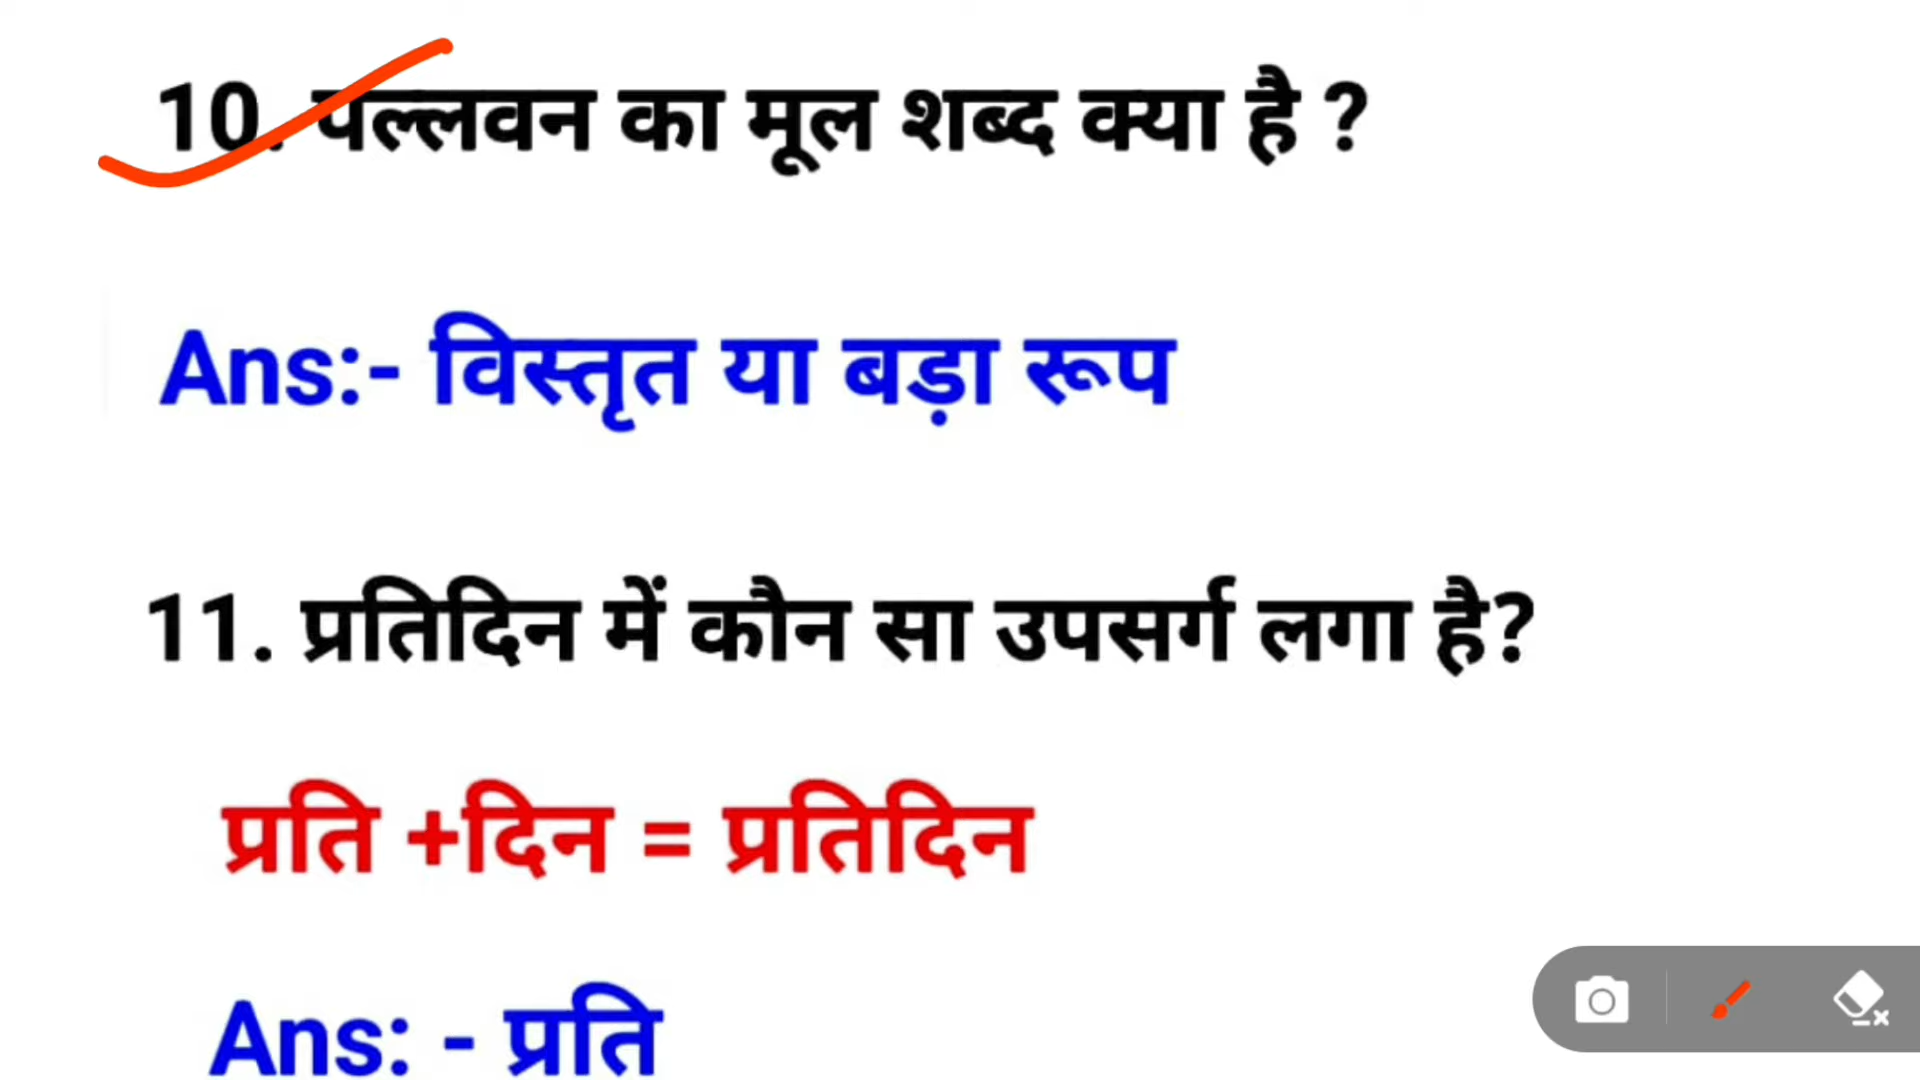 10. पल्लवन का मूल शब्द क्या है ?
Ans:- विस्तृत या बड़ा रूप
11. प्रतिदिन में कौन सा उपसर्ग लगा है?
प्रति +दिन = प्रतिदिन
Ans: - प्रति